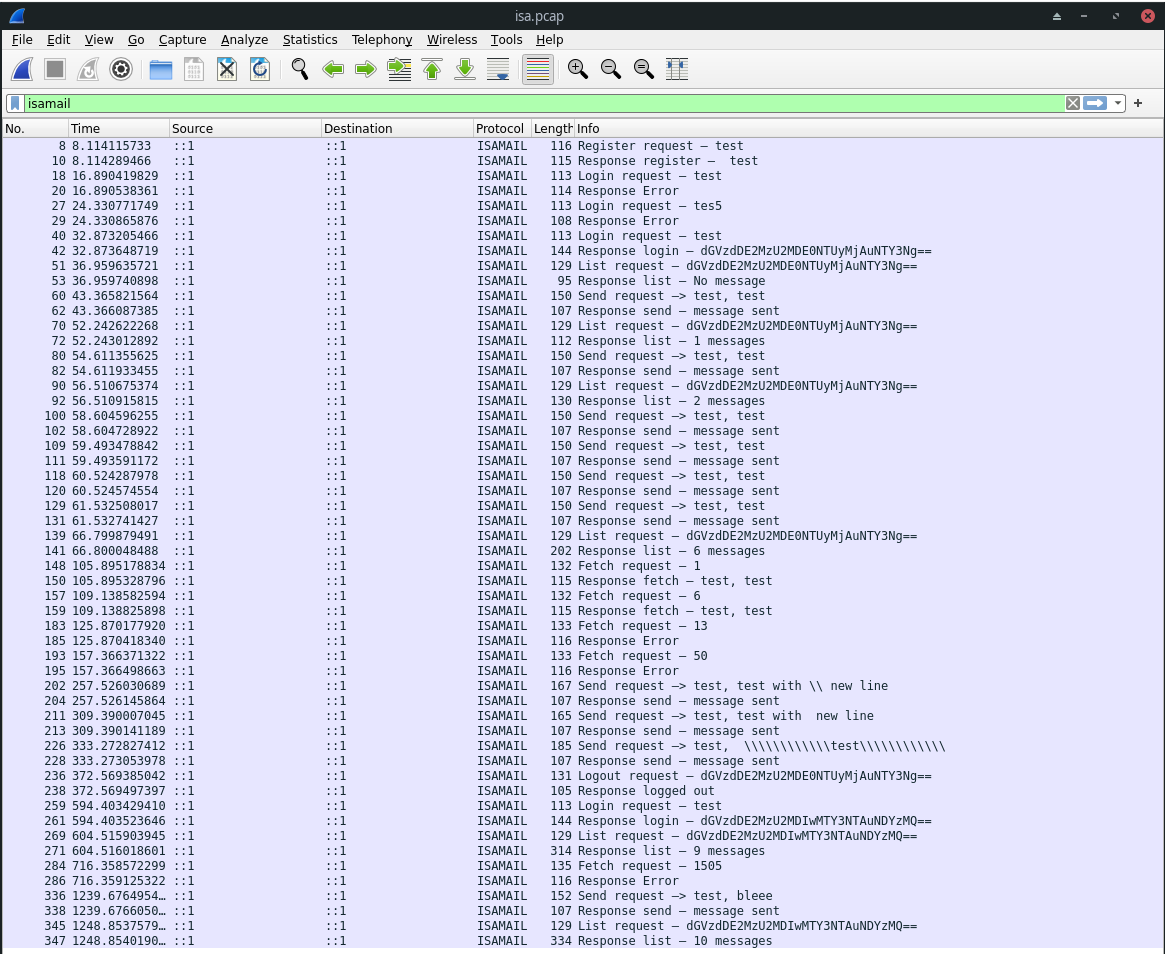 isa.pcap
File Edit View Go Capture Analyze Statistics Telephony Wireless Tools Help
isamail
No. Time Source Destination Protocol Length Info
8 8.114115733 ::1 ::1 ISAMAIL 116 Register request – test
10 8.114289466 ::1 ::1 ISAMAIL 115 Response register –  test
18 16.890419829 ::1 ::1 ISAMAIL 113 Login request – test
20 16.890538361 ::1 ::1 ISAMAIL 114 Response Error
27 24.330771749 ::1 ::1 ISAMAIL 113 Login request – tes5
29 24.330865876 ::1 ::1 ISAMAIL 108 Response Error
40 32.873205466 ::1 ::1 ISAMAIL 113 Login request – test
42 32.873648719 ::1 ::1 ISAMAIL 144 Response login – dGVzdDE2MzU2MDE0NTUyMjAuNTY3Ng==
51 36.959635721 ::1 ::1 ISAMAIL 129 List request – dGVzdDE2MzU2MDE0NTUyMjAuNTY3Ng==
53 36.959740898 ::1 ::1 ISAMAIL 95 Response list – No message
60 43.365821564 ::1 ::1 ISAMAIL 150 Send request –> test, test
62 43.366087385 ::1 ::1 ISAMAIL 107 Response send – message sent
70 52.242622268 ::1 ::1 ISAMAIL 129 List request – dGVzdDE2MzU2MDE0NTUyMjAuNTY3Ng==
72 52.243012892 ::1 ::1 ISAMAIL 112 Response list – 1 messages
80 54.611355625 ::1 ::1 ISAMAIL 150 Send request –> test, test
82 54.611933455 ::1 ::1 ISAMAIL 107 Response send – message sent
90 56.510675374 ::1 ::1 ISAMAIL 129 List request – dGVzdDE2MzU2MDE0NTUyMjAuNTY3Ng==
92 56.510915815 ::1 ::1 ISAMAIL 130 Response list – 2 messages
100 58.604596255 ::1 ::1 ISAMAIL 150 Send request –> test, test
102 58.604728922 ::1 ::1 ISAMAIL 107 Response send – message sent
109 59.493478842 ::1 ::1 ISAMAIL 150 Send request –> test, test
111 59.493591172 ::1 ::1 ISAMAIL 107 Response send – message sent
118 60.524287978 ::1 ::1 ISAMAIL 150 Send request –> test, test
120 60.524574554 ::1 ::1 ISAMAIL 107 Response send – message sent
129 61.532508017 ::1 ::1 ISAMAIL 150 Send request –> test, test
131 61.532741427 ::1 ::1 ISAMAIL 107 Response send – message sent
139 66.799879491 ::1 ::1 ISAMAIL 129 List request – dGVzdDE2MzU2MDE0NTUyMjAuNTY3Ng==
141 66.800048488 ::1 ::1 ISAMAIL 202 Response list – 6 messages
148 105.895178834 ::1 ::1 ISAMAIL 132 Fetch request – 1
150 105.895328796 ::1 ::1 ISAMAIL 115 Response fetch – test, test
157 109.138582594 ::1 ::1 ISAMAIL 132 Fetch request – 6
159 109.138825898 ::1 ::1 ISAMAIL 115 Response fetch – test, test
183 125.870177920 ::1 ::1 ISAMAIL 133 Fetch request – 13
185 125.870418340 ::1 ::1 ISAMAIL 116 Response Error
193 157.366371322 ::1 ::1 ISAMAIL 133 Fetch request – 50
195 157.366498663 ::1 ::1 ISAMAIL 116 Response Error
202 257.526030689 ::1 ::1 ISAMAIL 167 Send request –> test, test with \\ new line
204 257.526145864 ::1 ::1 ISAMAIL 107 Response send – message sent
211 309.390007045 ::1 ::1 ISAMAIL 165 Send request –> test, test with  new line
213 309.390141189 ::1 ::1 ISAMAIL 107 Response send – message sent
226 333.272827412 ::1 ::1 ISAMAIL 185 Send request –> test,  \\\\\\\\\\\\test\\\\\\\\\\\\
228 333.273053978 ::1 ::1 ISAMAIL 107 Response send – message sent
236 372.569385042 ::1 ::1 ISAMAIL 131 Logout request – dGVzdDE2MzU2MDE0NTUyMjAuNTY3Ng==
238 372.569497397 ::1 ::1 ISAMAIL 105 Response logged out
259 594.403429410 ::1 ::1 ISAMAIL 113 Login request – test
261 594.403523646 ::1 ::1 ISAMAIL 144 Response login – dGVzdDE2MzU2MDIwMTY3NTAuNDYzMQ==
269 604.515903945 ::1 ::1 ISAMAIL 129 List request – dGVzdDE2MzU2MDIwMTY3NTAuNDYzMQ==
271 604.516018601 ::1 ::1 ISAMAIL 314 Response list – 9 messages
284 716.358572299 ::1 ::1 ISAMAIL 135 Fetch request – 1505
286 716.359125322 ::1 ::1 ISAMAIL 116 Response Error
336 1239.6764954… ::1 ::1 ISAMAIL 152 Send request –> test, bleee
338 1239.6766050… ::1 ::1 ISAMAIL 107 Response send – message sent
345 1248.8537579… ::1 ::1 ISAMAIL 129 List request – dGVzdDE2MzU2MDIwMTY3NTAuNDYzMQ==
347 1248.8540190… ::1 ::1 ISAMAIL 334 Response list – 10 messages